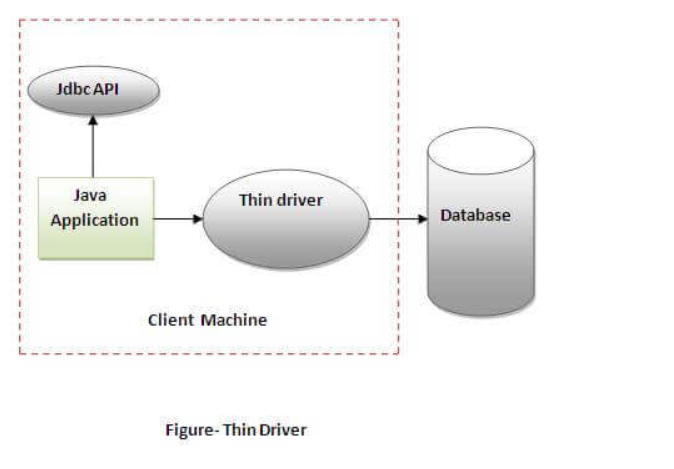 Jdbc API
Java
Application
Thin driver
Database
Client Machine
Figure- Thin Driver